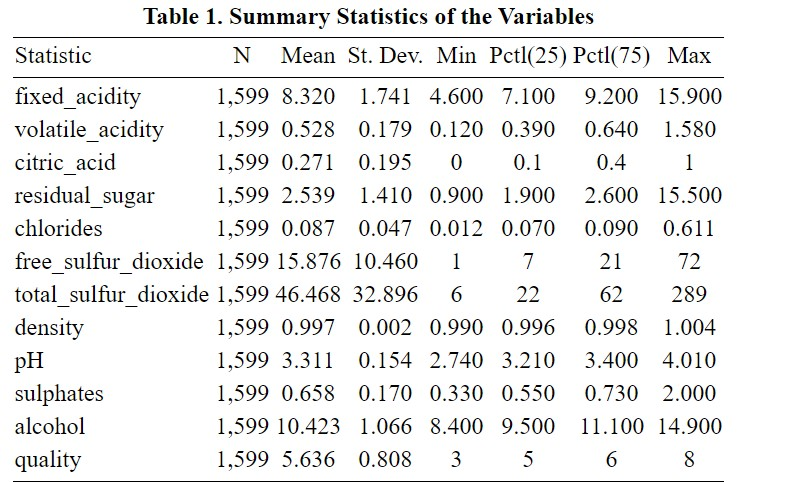 Table 1. Summary Statistics of the Variables
Statistic N Mean St. Dev. Min Pctl(25) Pctl(75) Max
fixed_acidity 1,599 8.320 1.741 4.600 7.100 9.200 15.900
volatile_acidity 1,599 0.528 0.179 0.120 0.390 0.640 1.580
citric_acid 1,599 0.271 0.195 0 0.1 0.4 1
residual_sugar 1,599 2.539 1.410 0.900 1.900 2.600 15.500
chlorides 1,599 0.087 0.047 0.012 0.070 0.090 0.611
free_sulfur_dioxide 1,599 15.876 10.460 1 7 21 72
total_sulfur_dioxide 1,599 46.468 32.896 6 22 62 289
density 1,599 0.997 0.002 0.990 0.996 0.998 1.004
pH 1,599 3.311 0.154 2.740 3.210 3.400 4.010
sulphates 1,599 0.658 0.170 0.330 0.550 0.730 2.000
alcohol 1,599 10.423 1.066 8.400 9.500 11.100 14.900
quality 1,599 5.636 0.808 3 5 6 8